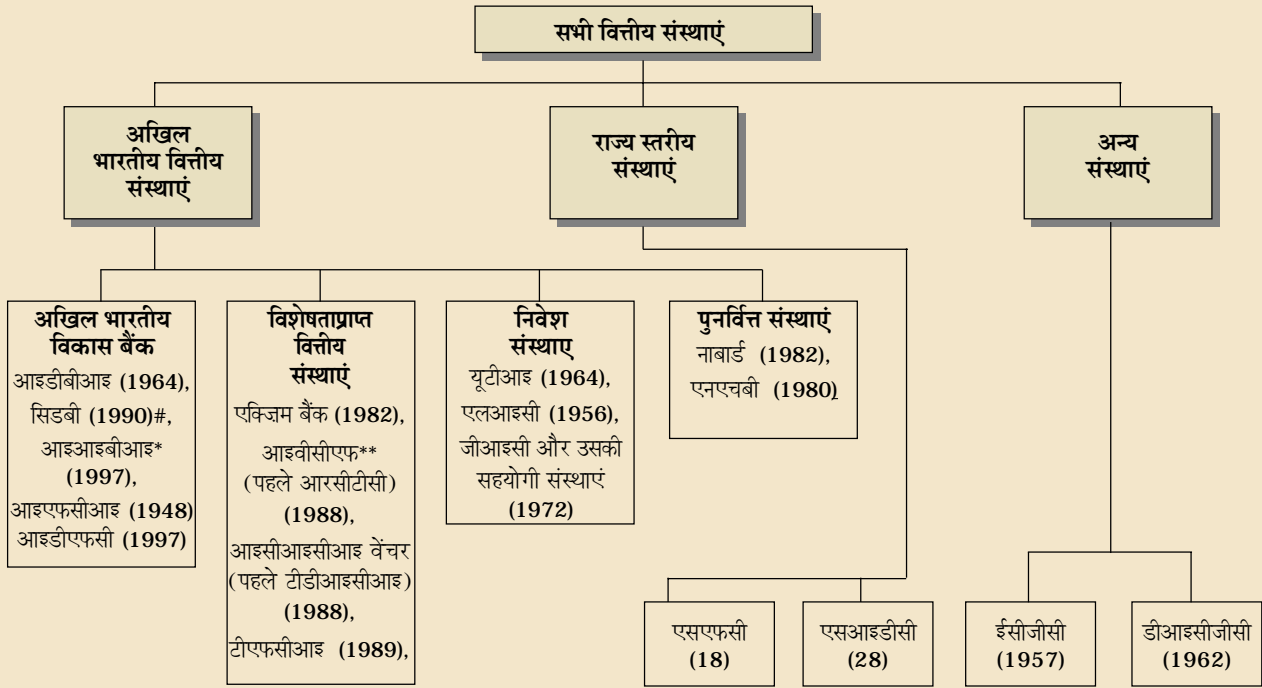 सभी वित्तीय संस्थाएं
अखिल
भारतीय वित्तीय
संस्थाएं
राज्य स्तरीय
संस्थाएं
अन्य
संस्थाएं
अखिल भारतीय
विकास बैंक
आइडीबीआइ (1964),
सिडबी (1990)#,
आइआइबीआइ*
(1997),
आइएफसीआइ (1948)
आइडीएफसी (1997)
विशेषताप्राप्त
वित्तीय
संस्थाएं
एक्जिम बैंक (1982),
आइवीसीएफ**
(पहले आरसीटीसी)
(1988),
आइसीआइसीआइ वेंचर
(पहले टीडीआइसीआइ)
(1988),
टीएफसीआइ (1989),
निवेश
संस्थाए
यूटीआइ (1964),
एलआइसी (1956),
जीआइसी और उसकी
सहयोगी संस्थाएं
(1972)
पुनर्वित्त संस्थाएं
नाबार्ड (1982),
एनएचबी (1980)
एसएफसी
(18)
एसआइडीसी
(28)
ईसीजीसी
(1957)
डीआइसीजीसी
(1962)